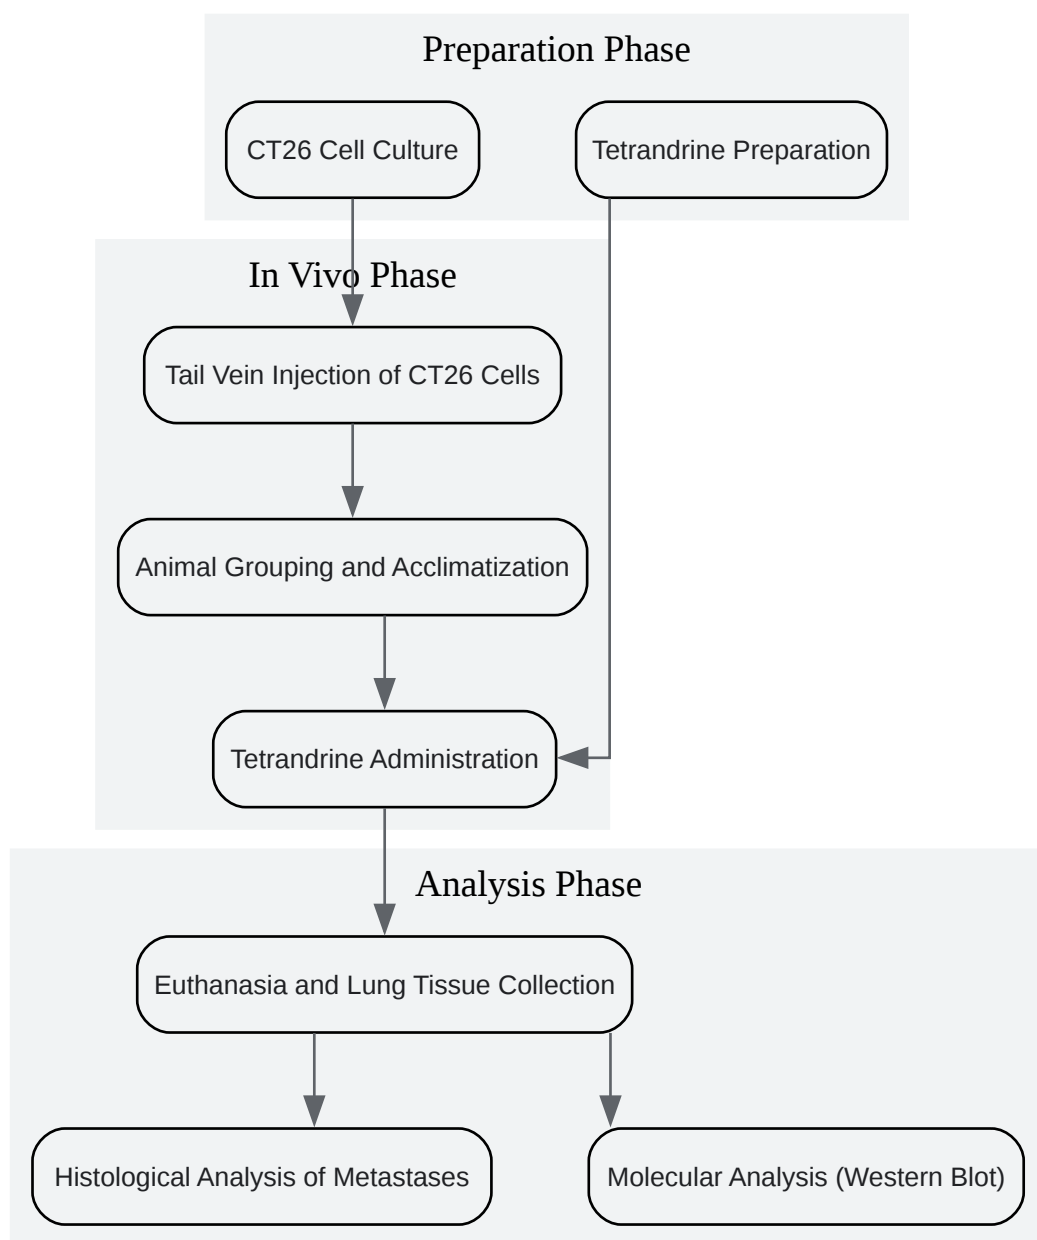 Preparation Phase
CT26 Cell Culture
Tetrandrine Preparation
In Vivo Phase
Tail Vein Injection of CT26 Cells
Animal Grouping and Acclimatization
Tetrandrine Administration
Analysis Phase
Euthanasia and Lung Tissue Collection
Histological Analysis of Metastases
Molecular Analysis (Western Blot)